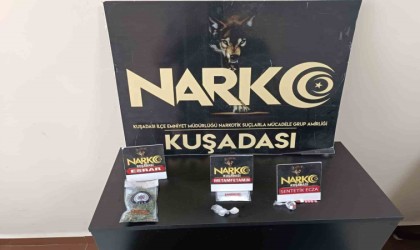 NARKO
KUŞADASI İLÇE EMNİYET MÜDÜRLÜĞÜ NARKOTİK SUÇLARLA MÜCADELE GRUP AMİRLİĞİ
KUŞADASI
NARKO
ESRAR
NARKO
METAMFETAMİN
NARKO
SENTETİK ECZA